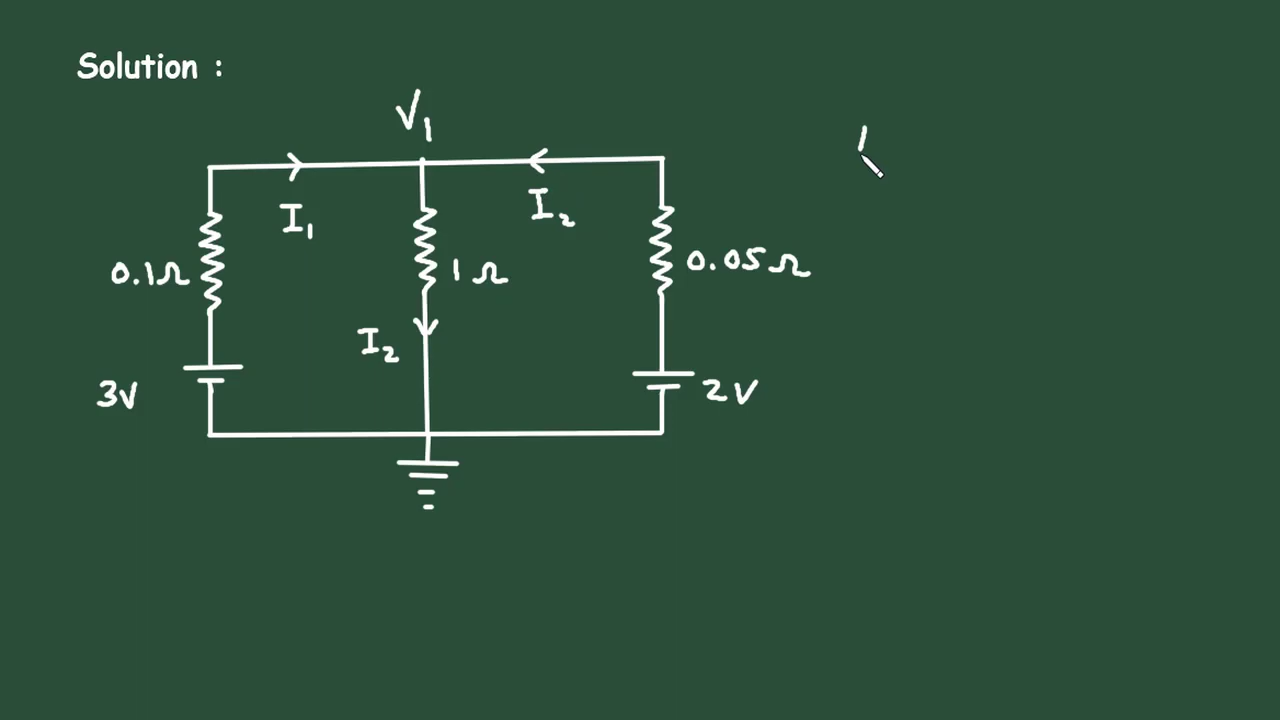 Solution :
V₁
I₁
I₂
0.1Ω
1Ω
0.05Ω
I₂
3V
2V